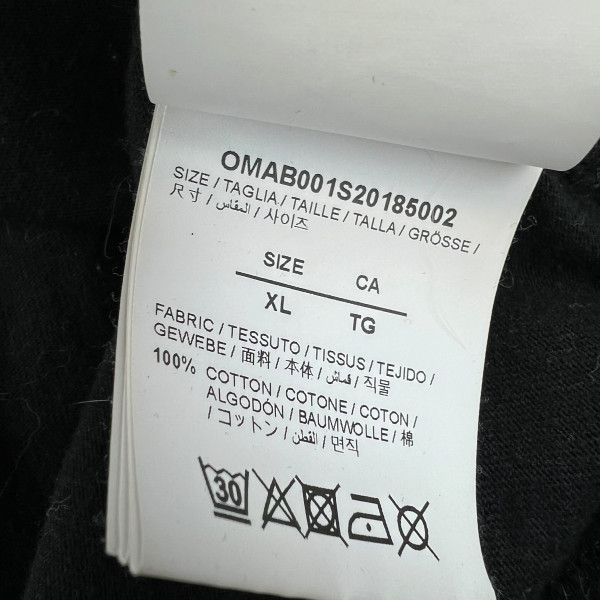 OMAB001S20185002
SIZE / TAGLIA / TAILLE / TALLA / GRÖSSE /
尺寸 / المقاس / 사이즈
SIZE CA
XL TG
FABRIC / TESSUTO / TISSUS / TEJIDO /
GEWEBE / 面料 / 本体 / قماش / 직물
100% COTTON / COTONE / COTON /
ALGODÓN / BAUMWOLLE / 棉
/ コットン / القطن / 면직
30